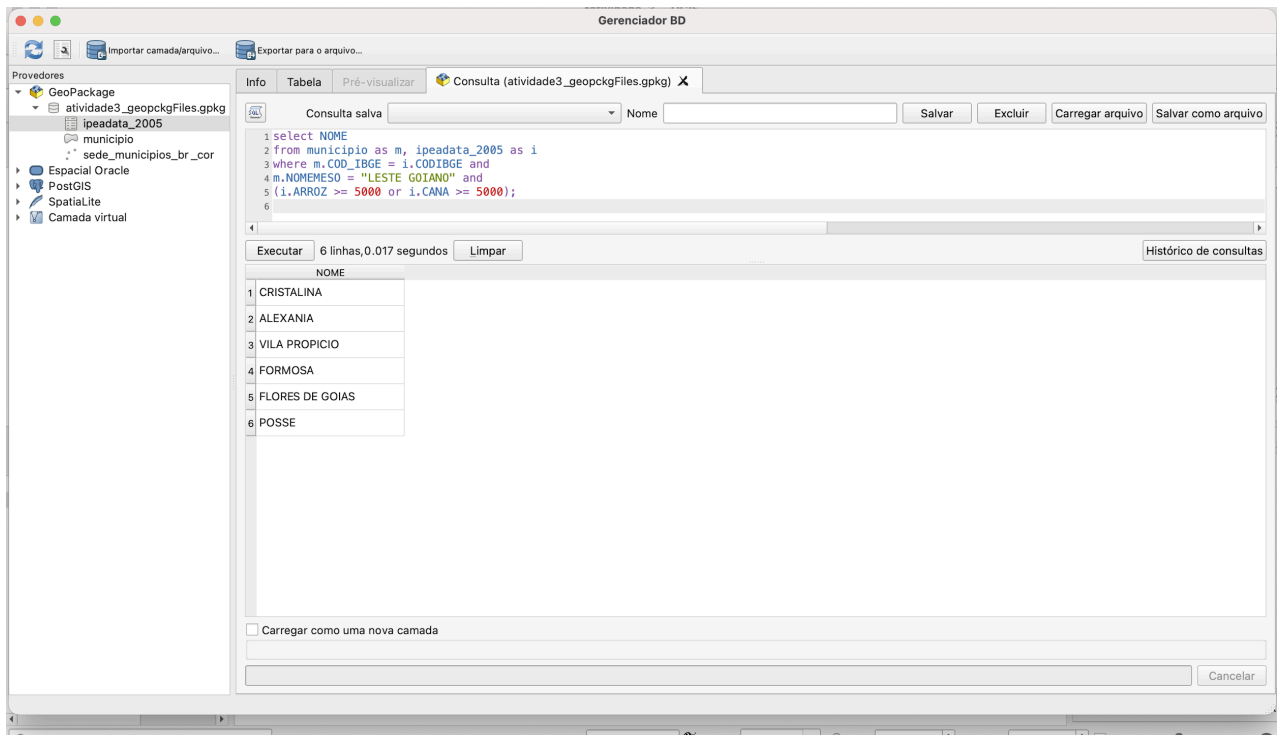 Gerenciador BD
Importar camada/arquivo... Exportar para o arquivo...
Provedores
GeoPackage
atividade3_geopckgFiles.gpkg
ipeadata_2005
municipio
sede_municipios_br_cor
Espacial Oracle
PostGIS
SpatiaLite
Camada virtual
Info Tabela Pré-visualizar Consulta (atividade3_geopckgFiles.gpkg)
Consulta salva Nome Salvar Excluir Carregar arquivo Salvar como arquivo
1 select NOME
2 from municipio as m, ipeadata_2005 as i
3 where m.COD_IBGE = i.CODIBGE and
4 m.NOMEMESO = "LESTE GOIANO" and
5 (i.ARROZ >= 5000 or i.CANA >= 5000);
6
Executar 6 linhas,0.017 segundos Limpar Histórico de consultas
NOME
1 CRISTALINA
2 ALEXANIA
3 VILA PROPICIO
4 FORMOSA
5 FLORES DE GOIAS
6 POSSE
Carregar como uma nova camada
Cancelar